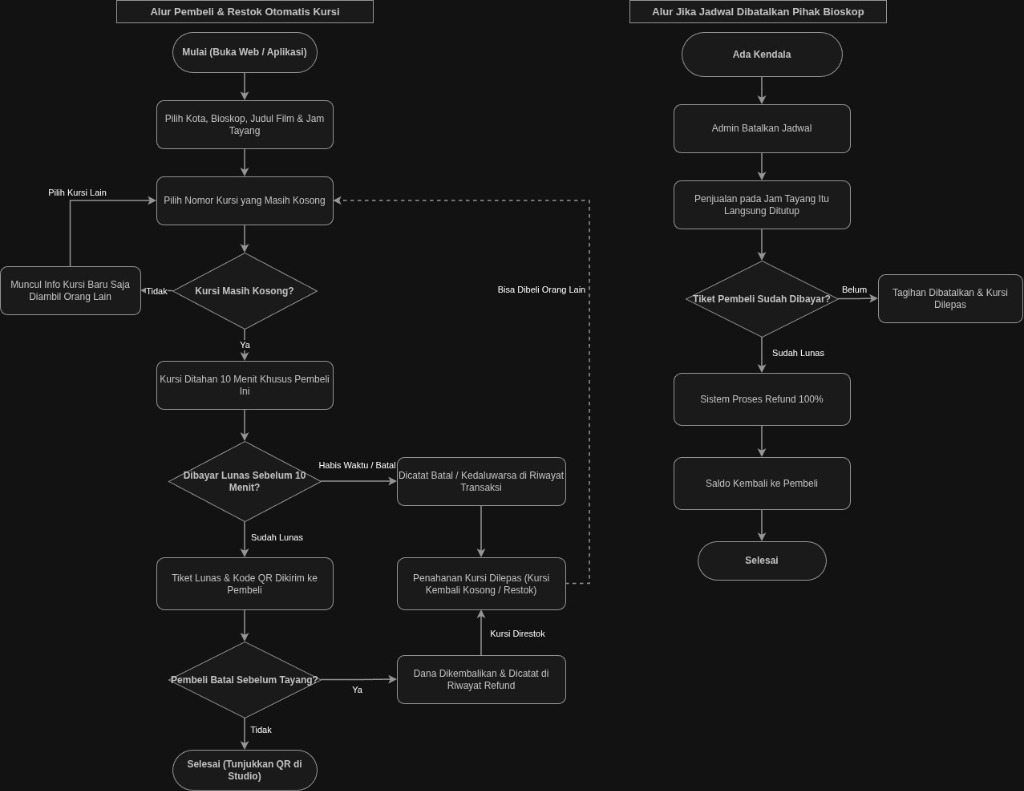 Alur Pembeli & Restok Otomatis Kursi
Mulai (Buka Web / Aplikasi)
Pilih Kota, Bioskop, Judul Film & Jam
Tayang
Pilih Kursi Lain
Pilih Nomor Kursi yang Masih Kosong
Muncul Info Kursi Baru Saja
Diambil Orang Lain
Tidak
Kursi Masih Kosong?
Bisa Dibeli Orang Lain
Ya
Kursi Ditahan 10 Menit Khusus Pembeli
Ini
Dibayar Lunas Sebelum 10
Menit?
Habis Waktu / Batal
Dicatat Batal / Kedaluwarsa di Riwayat
Transaksi
Sudah Lunas
Tiket Lunas & Kode QR Dikirim ke
Pembeli
Penahanan Kursi Dilepas (Kursi
Kembali Kosong / Restok)
Kursi Direstok
Pembeli Batal Sebelum Tayang?
Ya
Dana Dikembalikan & Dicatat di
Riwayat Refund
Tidak
Selesai (Tunjukkan QR di
Studio)
Alur Jika Jadwal Dibatalkan Pihak Bioskop
Ada Kendala
Admin Batalkan Jadwal
Penjualan pada Jam Tayang Itu
Langsung Ditutup
Tiket Pembeli Sudah Dibayar?
Belum
Tagihan Dibatalkan & Kursi
Dilepas
Sudah Lunas
Sistem Proses Refund 100%
Saldo Kembali ke Pembeli
Selesai